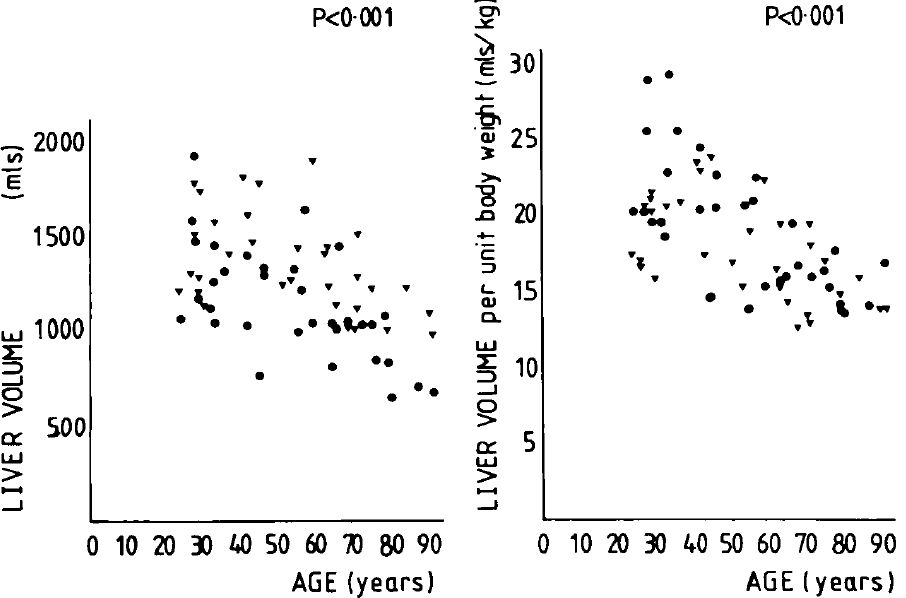 P<0·001
LIVER VOLUME (mls)
2000
1500
1000
500
0 10 20 30 40 50 60 70 80 90
AGE (years)
P<0·001
LIVER VOLUME per unit body weight (mls/kg)
30
25
20
15
10
5
0 10 20 30 40 50 60 70 80 90
AGE (years)